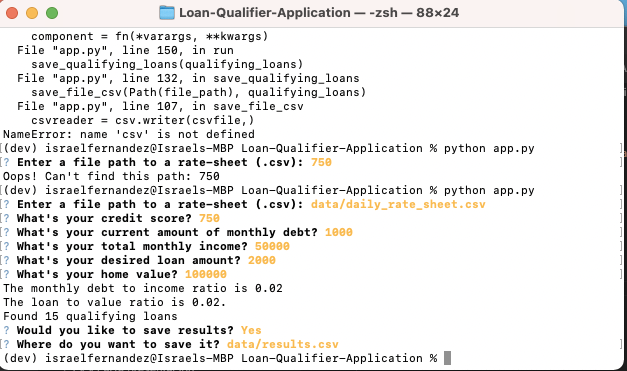 Loan-Qualifier-Application — -zsh — 88×24
component = fn(*varargs, **kwargs)
File "app.py", line 150, in run
save_qualifying_loans(qualifying_loans)
File "app.py", line 132, in save_qualifying_loans
save_file_csv(Path(file_path), qualifying_loans)
File "app.py", line 107, in save_file_csv
csvreader = csv.writer(csvfile,)
NameError: name 'csv' is not defined
[(dev) israelfernandez@Israels-MBP Loan-Qualifier-Application % python app.py ]
[? Enter a file path to a rate-sheet (.csv): 750 ]
Oops! Can't find this path: 750
[(dev) israelfernandez@Israels-MBP Loan-Qualifier-Application % python app.py ]
[? Enter a file path to a rate-sheet (.csv): data/daily_rate_sheet.csv ]
[? What's your credit score? 750 ]
[? What's your current amount of monthly debt? 1000 ]
[? What's your total monthly income? 50000 ]
[? What's your desired loan amount? 2000 ]
[? What's your home value? 100000 ]
The monthly debt to income ratio is 0.02
The loan to value ratio is 0.02.
Found 15 qualifying loans
? Would you like to save results? Yes
[? Where do you want to save it? data/results.csv ]
(dev) israelfernandez@Israels-MBP Loan-Qualifier-Application %